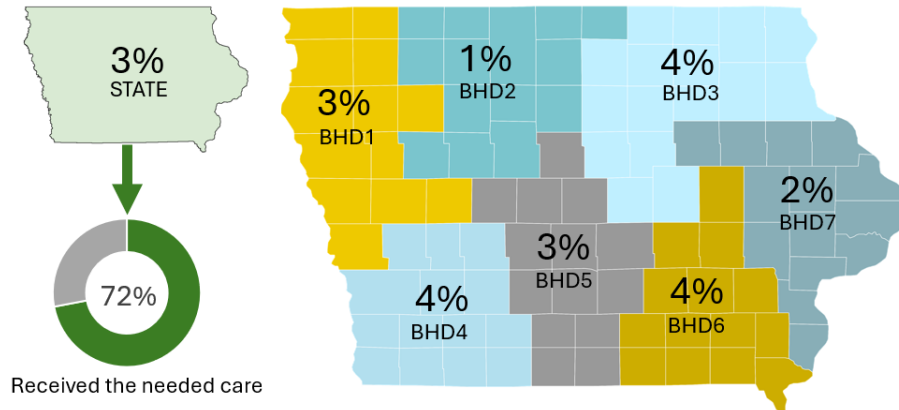 3%
STATE
72%
Received the needed care
3%
BHD1
1%
BHD2
4%
BHD3
4%
BHD4
3%
BHD5
4%
BHD6
2%
BHD7